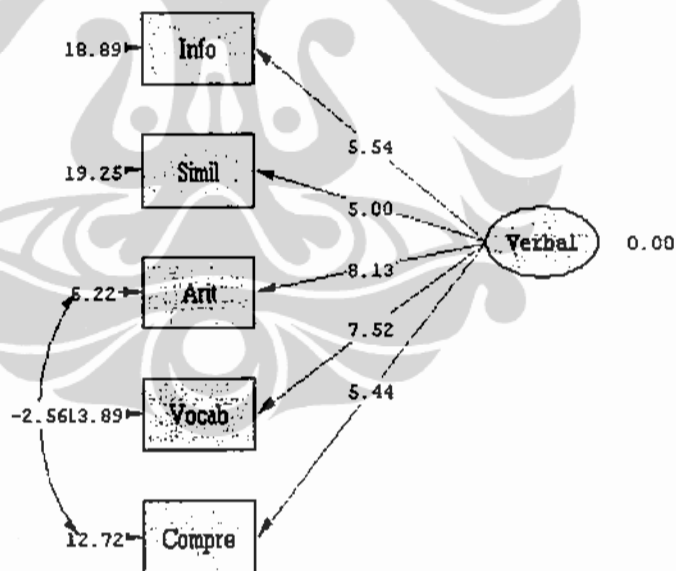 18.89 Info
5.54
19.25 Simil
5.00
Verbal 0.00
8.13
6.22 Arit
7.52
5.44
-2.56 13.89 Vocab
12.72 Compre